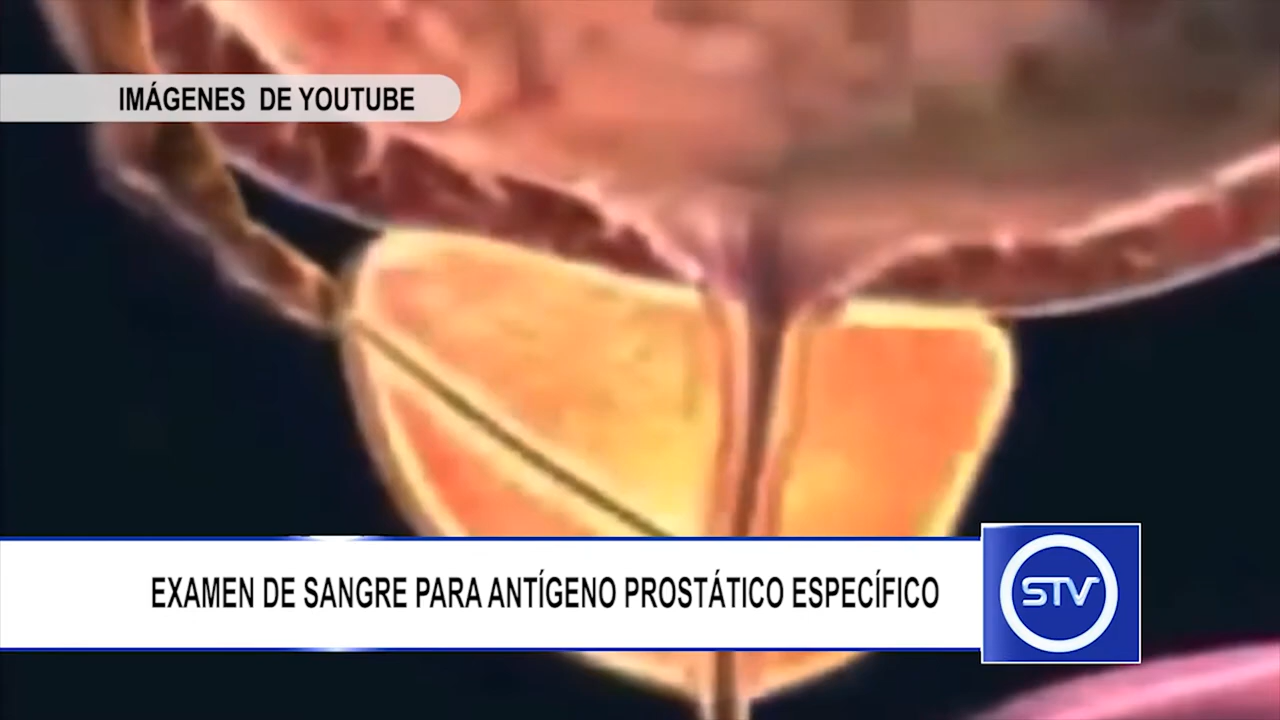 IMÁGENES DE YOUTUBE
EXAMEN DE SANGRE PARA ANTÍGENO PROSTÁTICO ESPECÍFICO
STV